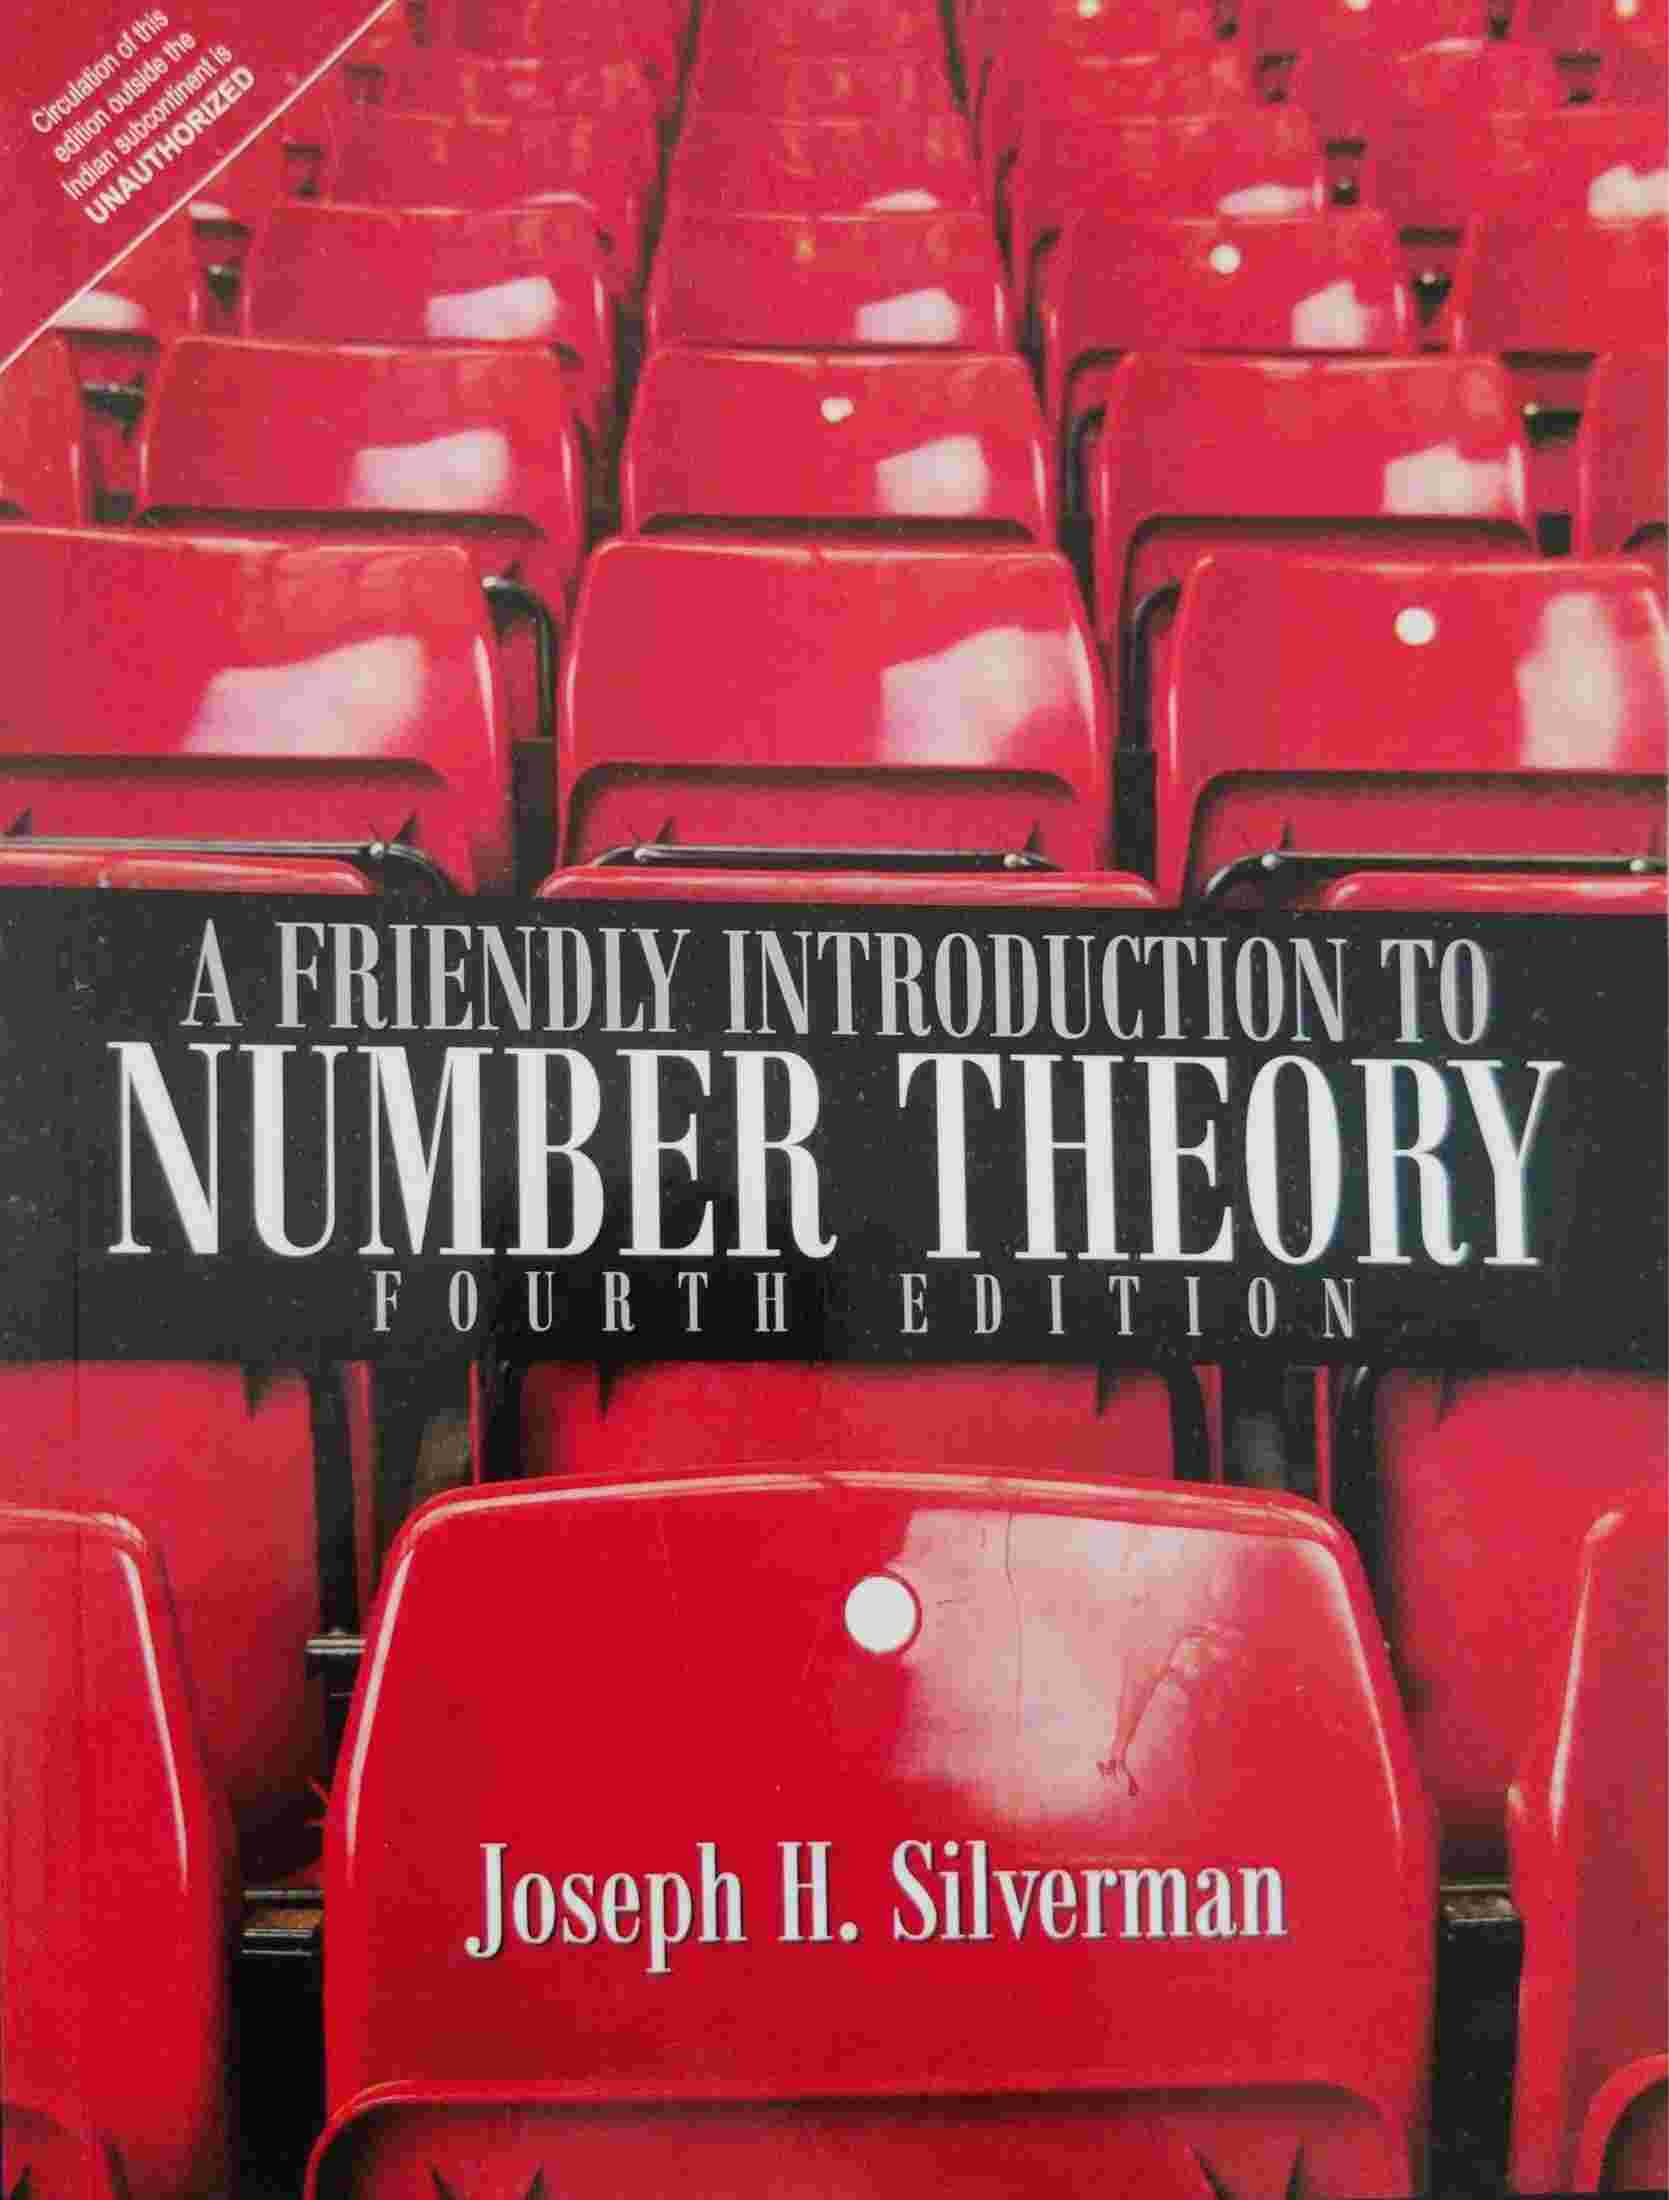 Circulation of this
edition outside the
Indian subcontinent is
UNAUTHORIZED
A FRIENDLY INTRODUCTION TO
NUMBER THEORY
FOURTH EDITION
Joseph H. Silverman